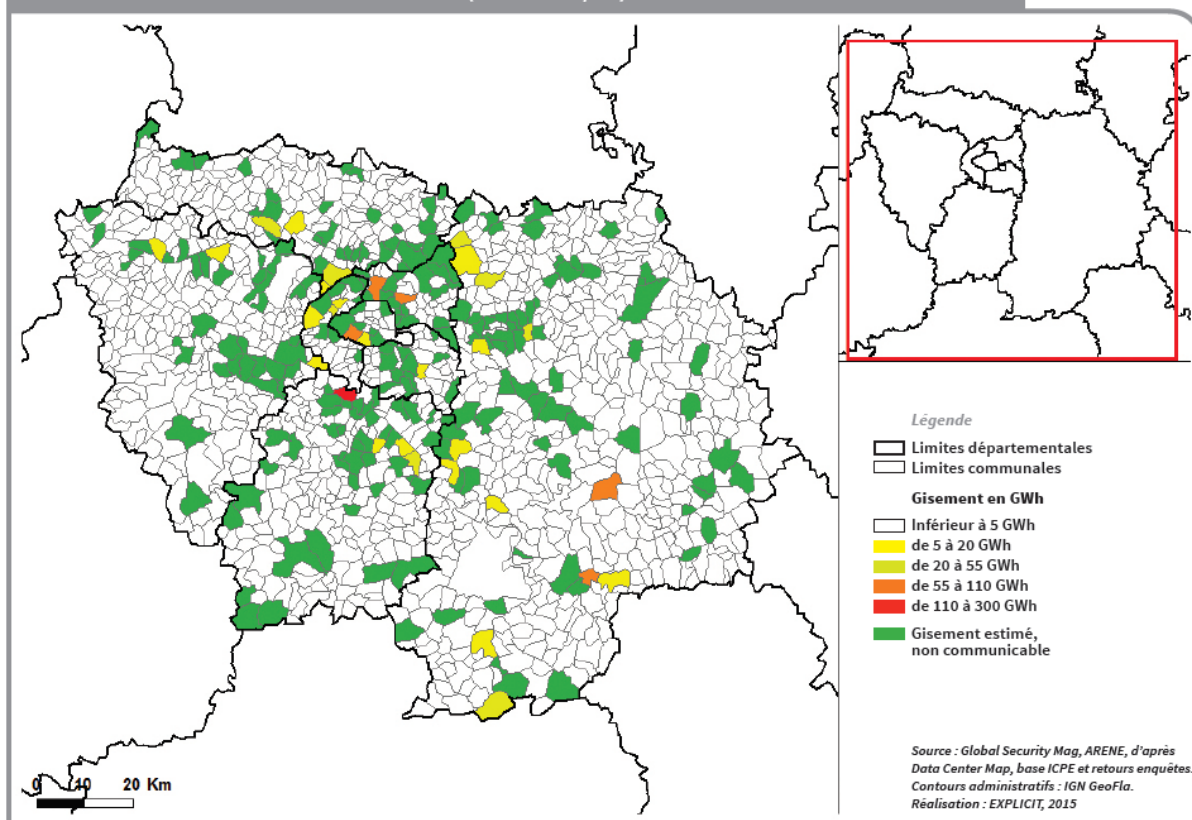 Légende
Limites départementales
Limites communales
Gisement en GWh
Inférieur à 5 GWh
de 5 à 20 GWh
de 20 à 55 GWh
de 55 à 110 GWh
de 110 à 300 GWh
Gisement estimé,
non communicable
0 10 20 Km
Source : Global Security Mag, ARENE, d'après
Data Center Map, base ICPE et retours enquêtes.
Contours administratifs : IGN GeoFla.
Réalisation : EXPLICIT, 2015